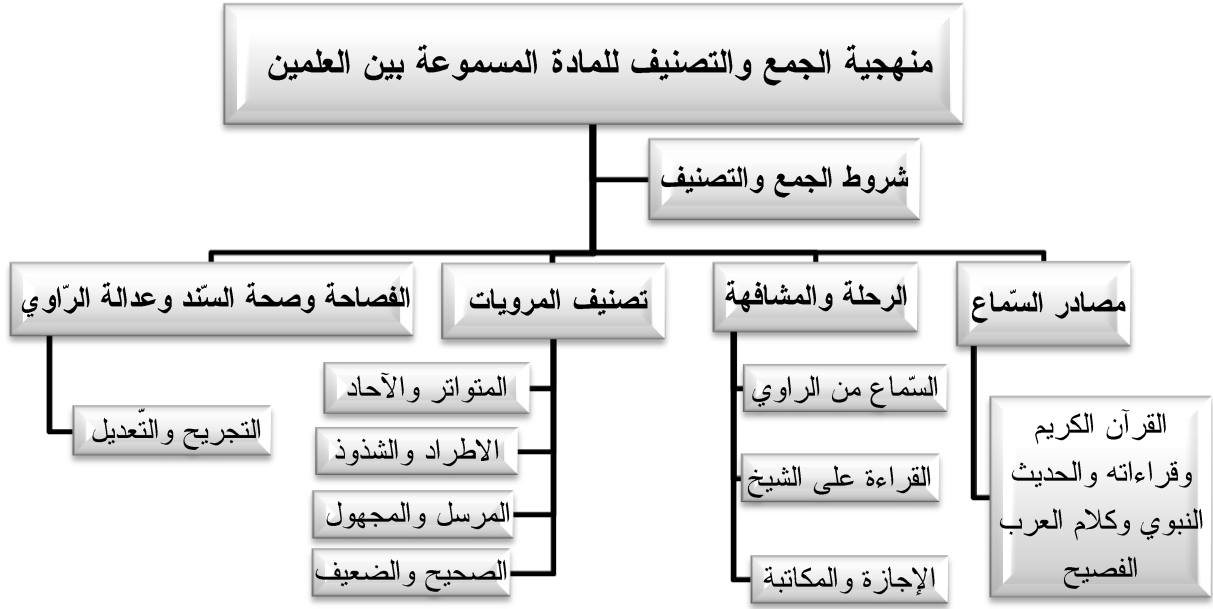 منهجية الجمع والتصنيف للمادة المسموعة بين العلمين
شروط الجمع والتصنيف
مصادر السّماع
القرآن الكريم
وقراءاته والحديث
النبوي وكلام العرب
الفصيح
الرحلة والمشافهة
السّماع من الراوي
القراءة على الشيخ
الإجازة والمكاتبة
تصنيف المرويات
المتواتر والآحاد
الاطراد والشذوذ
المرسل والمجهول
الصحيح والضعيف
الفصاحة وصحة السّند وعدالة الرّاوي
التجريح والتّعديل